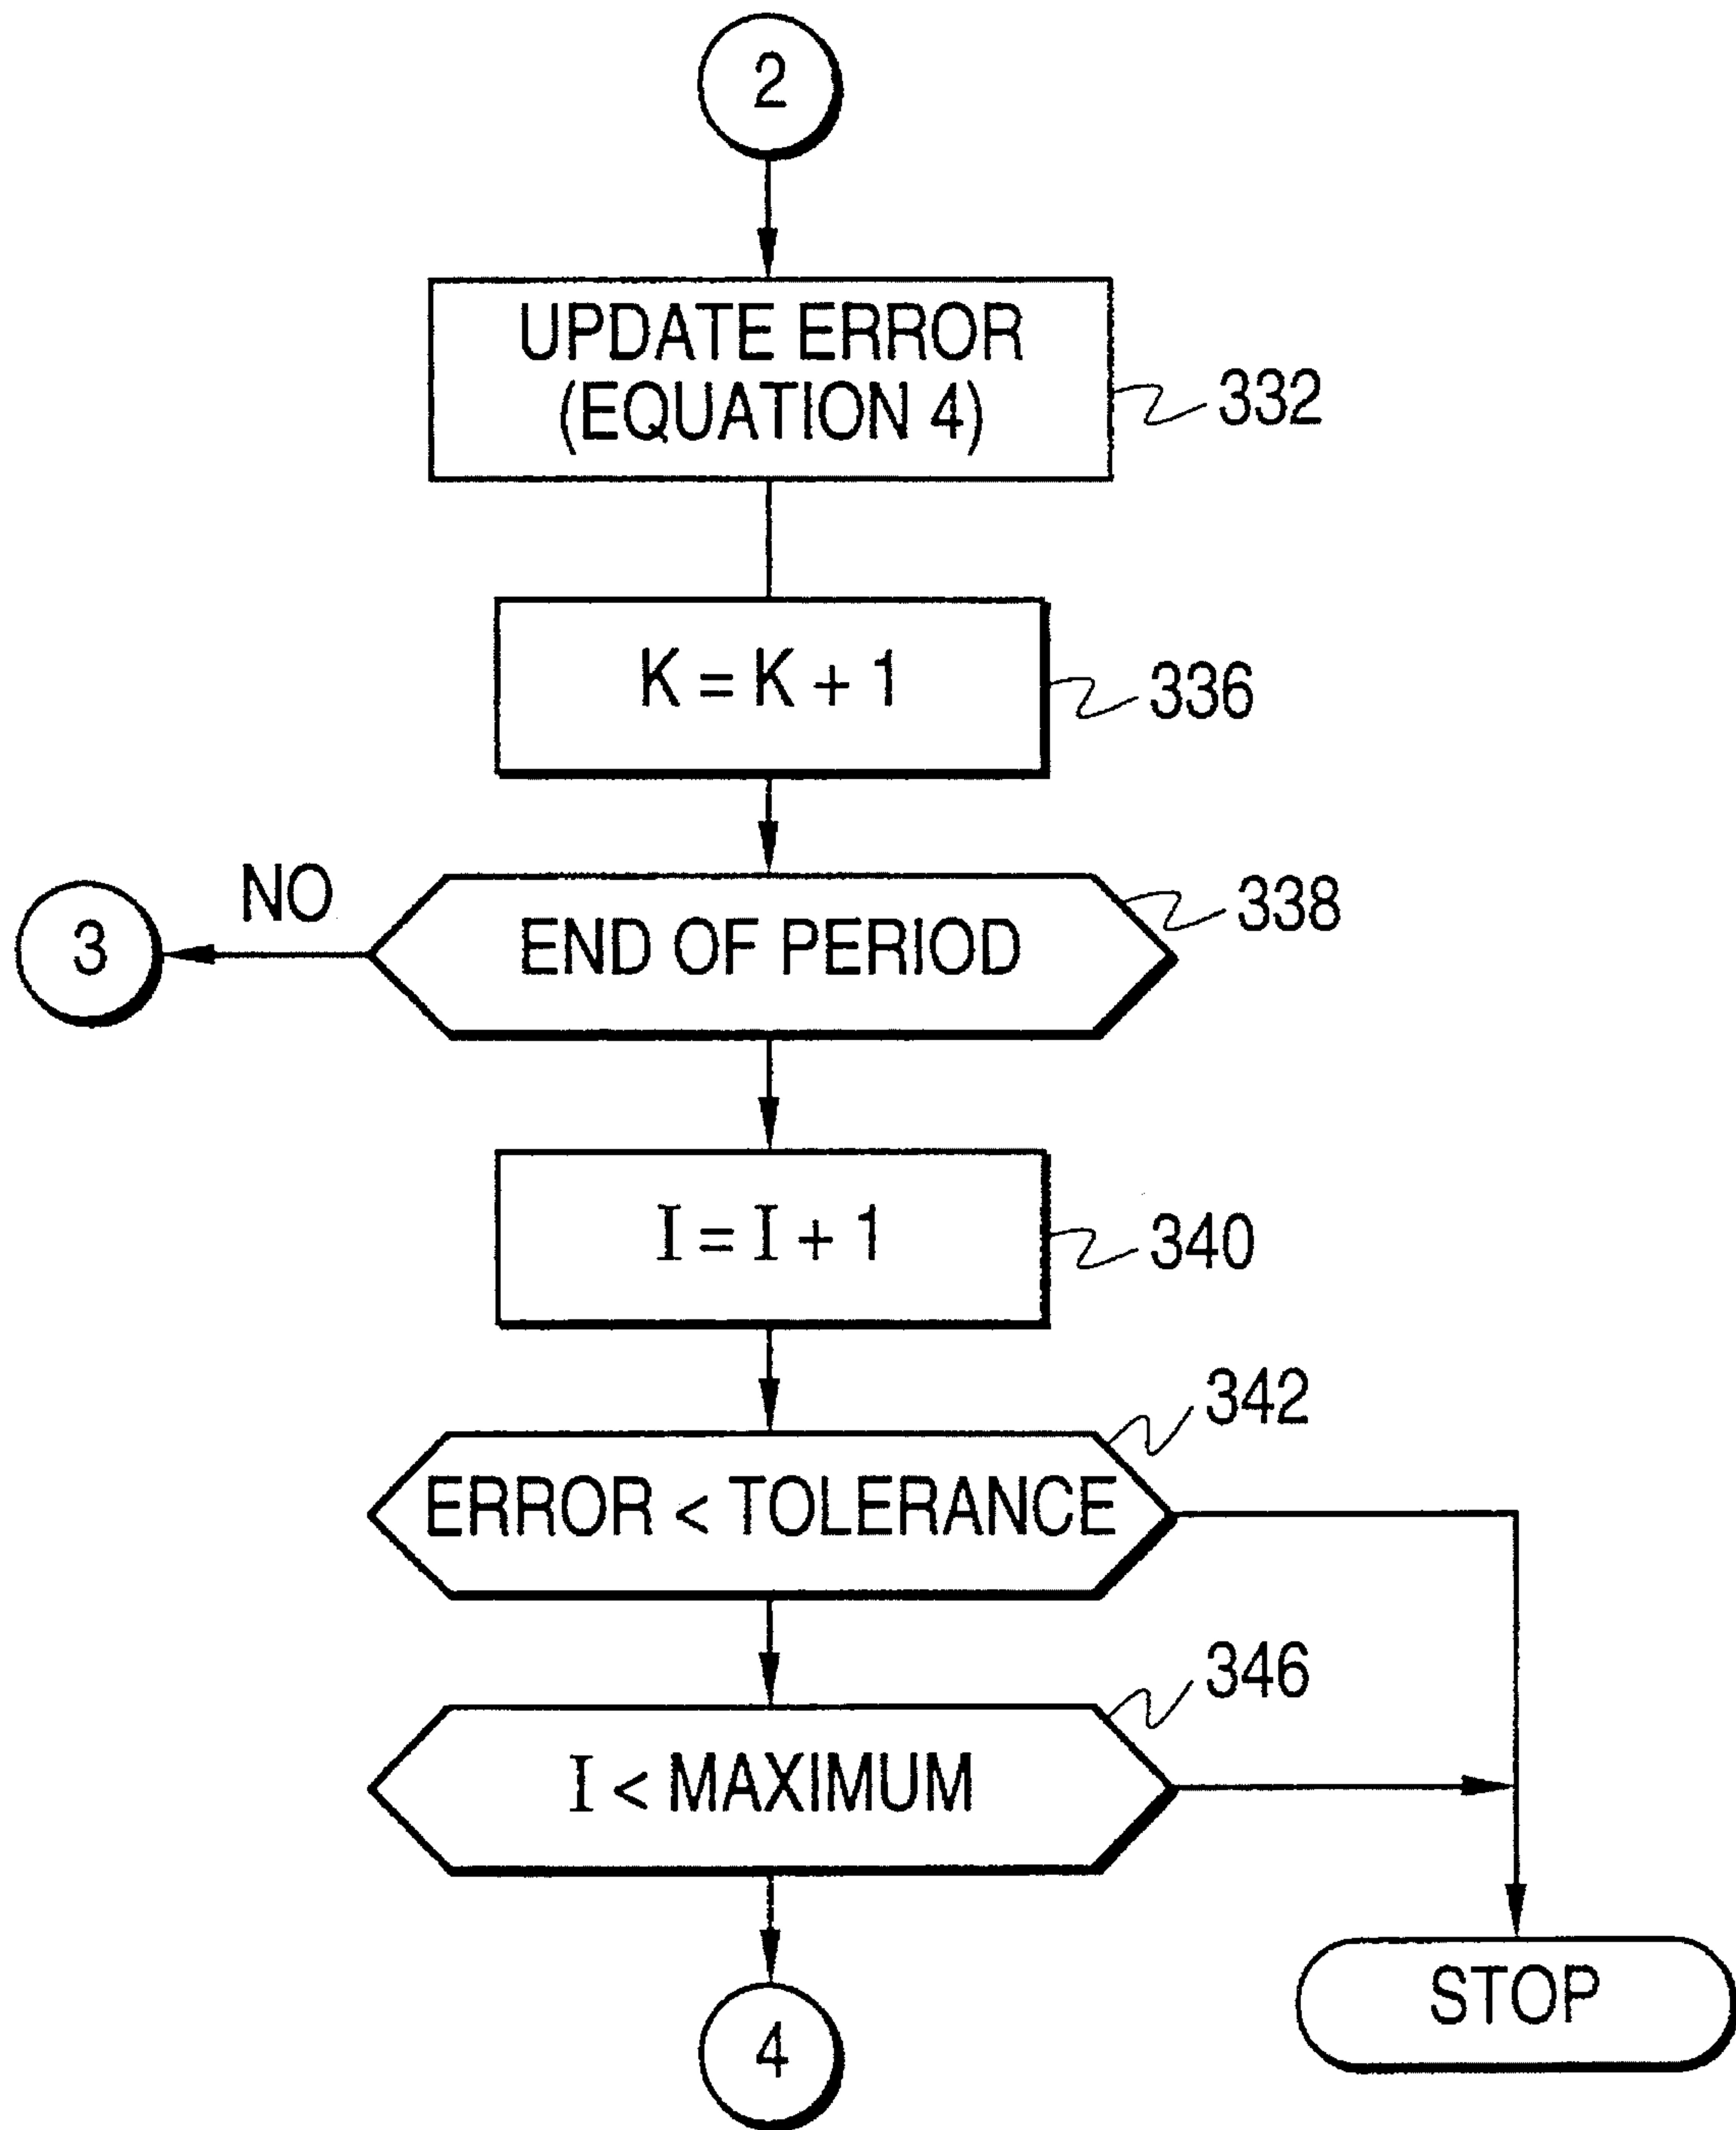 2
UPDATE ERROR
(EQUATION 4)
332
K = K + 1
336
NO
338
3
END OF PERIOD
I = I + 1
340
342
ERROR < TOLERANCE
346
I < MAXIMUM
STOP
4